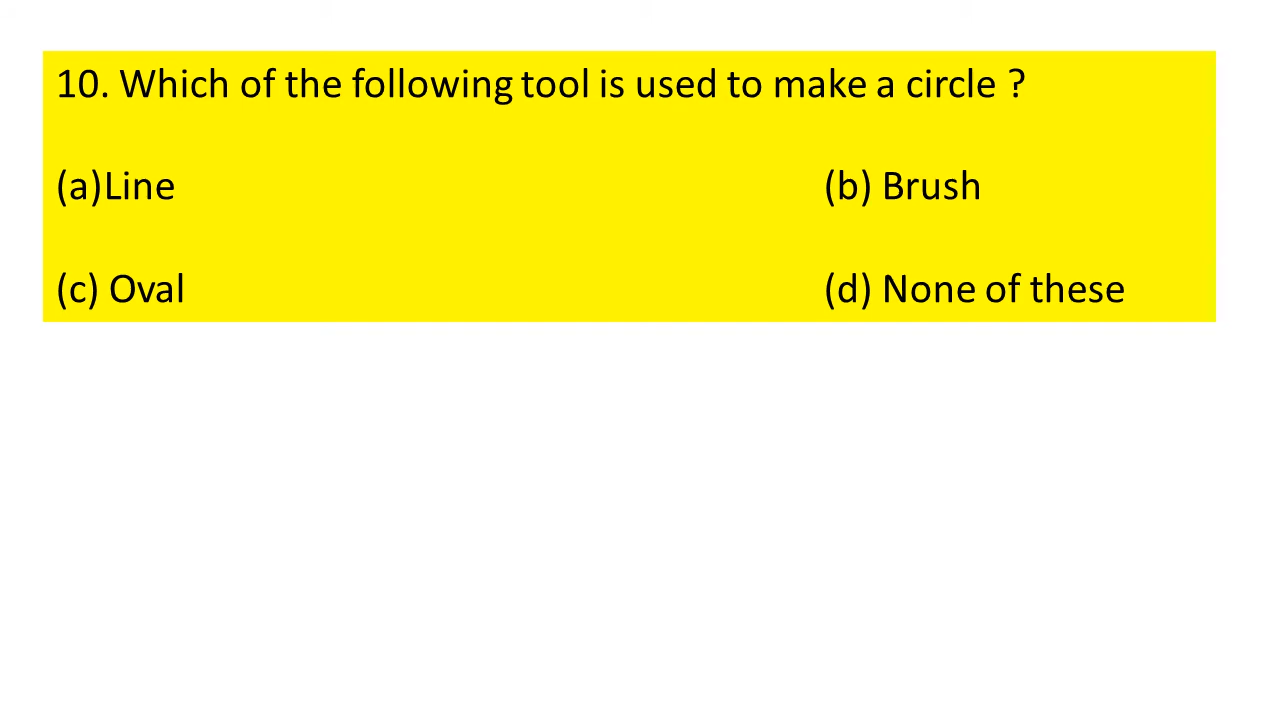 10. Which of the following tool is used to make a circle ?
(a)Line (b) Brush
(c) Oval (d) None of these